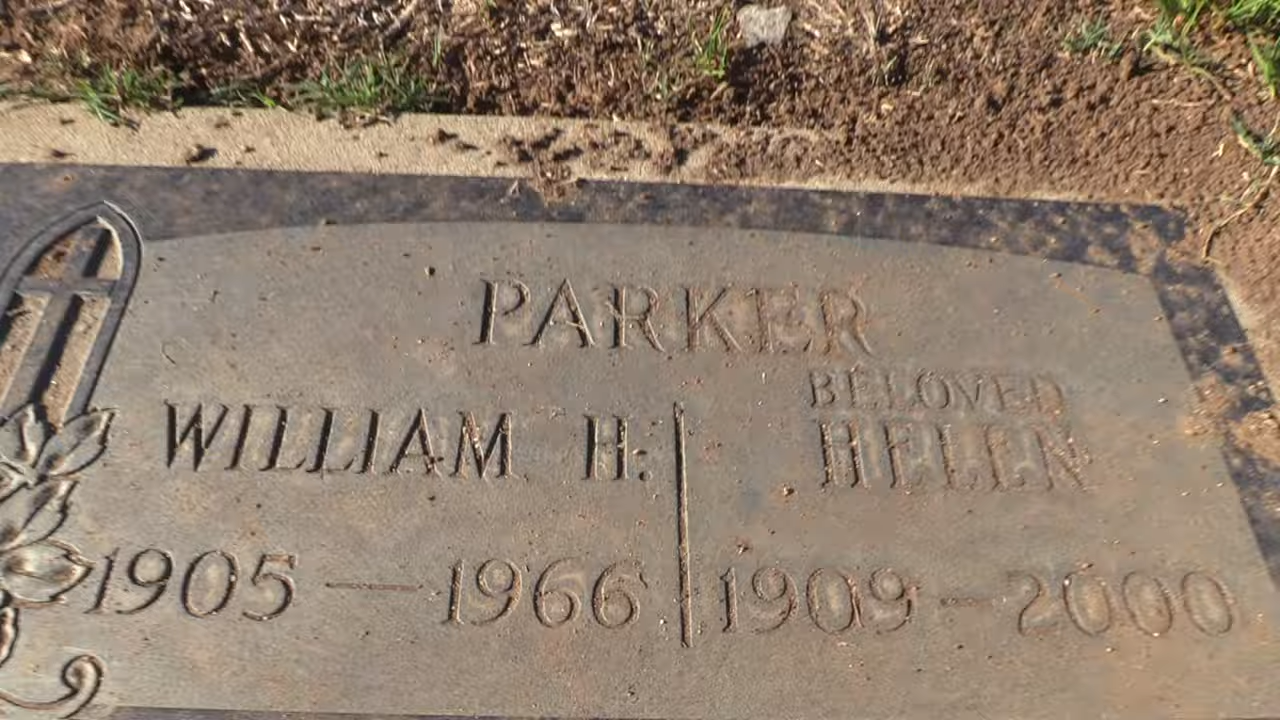 PARKER
WILLIAM H.
1905 — 1966
BELOVED
HELEN
1909 — 2000